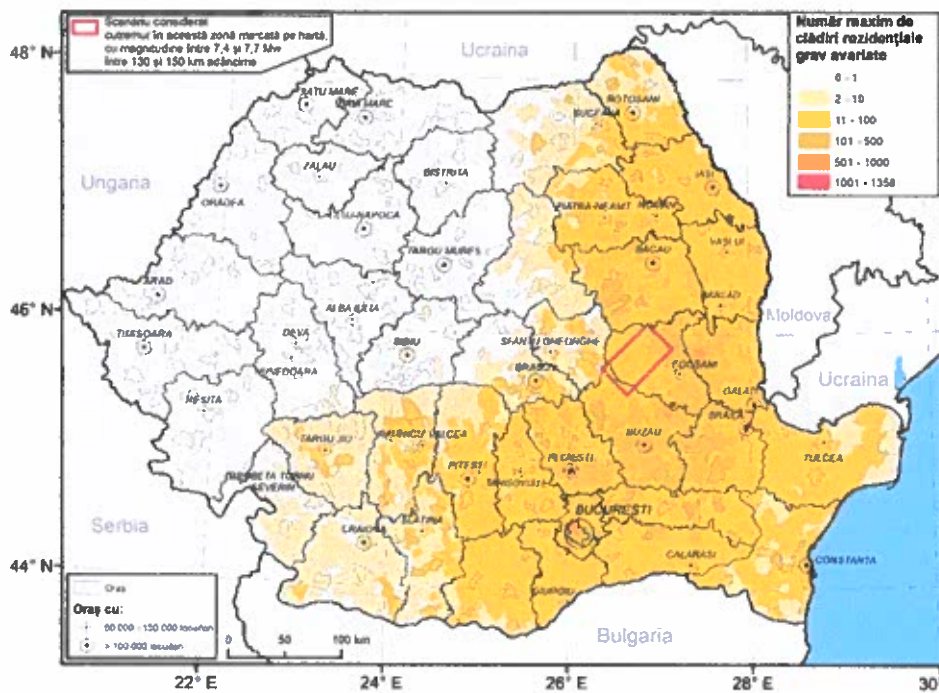 Scenariu considerat
cutremur în această zonă marcată pe hartă,
cu magnitudine între 7,4 și 7,7 Mw
între 130 și 150 km adâncime
Număr maxim de
clădiri rezidențiale
grav avariate
0 - 1
2 - 10
11 - 100
101 - 500
501 - 1000
1001 - 1358
48° N
46° N
44° N
Ucraina
Ungaria
Moldova
Ucraina
Serbia
Bulgaria
SATU MARE
BOTOSANI
SUCEAVA
ZALAU
BISTRITA
IASI
ORADEA
PIATRA-NEAMT
TARGU MURES
BACAU
VASLUI
ARAD
BARLAD
ALBA IULIA
TIMISOARA
DEVA
SIBIU
SFANTU GHEORGHE
HUNEDOARA
BRASOV
FOCSANI
RESITA
GALATI
TARGU JIU
RAMNICU VALCEA
BRAILA
BUZAU
PITESTI
PLOIESTI
TULCEA
DROBETA TURNU
SEVERIN
BUCURESTI
SLATINA
CRAIOVA
CALARASI
CONSTANTA
GIURGIU
Oraș
Oraș cu:
> 100 000 locuitori
0 50 100 km
22° E 24° E 26° E 28° E 30